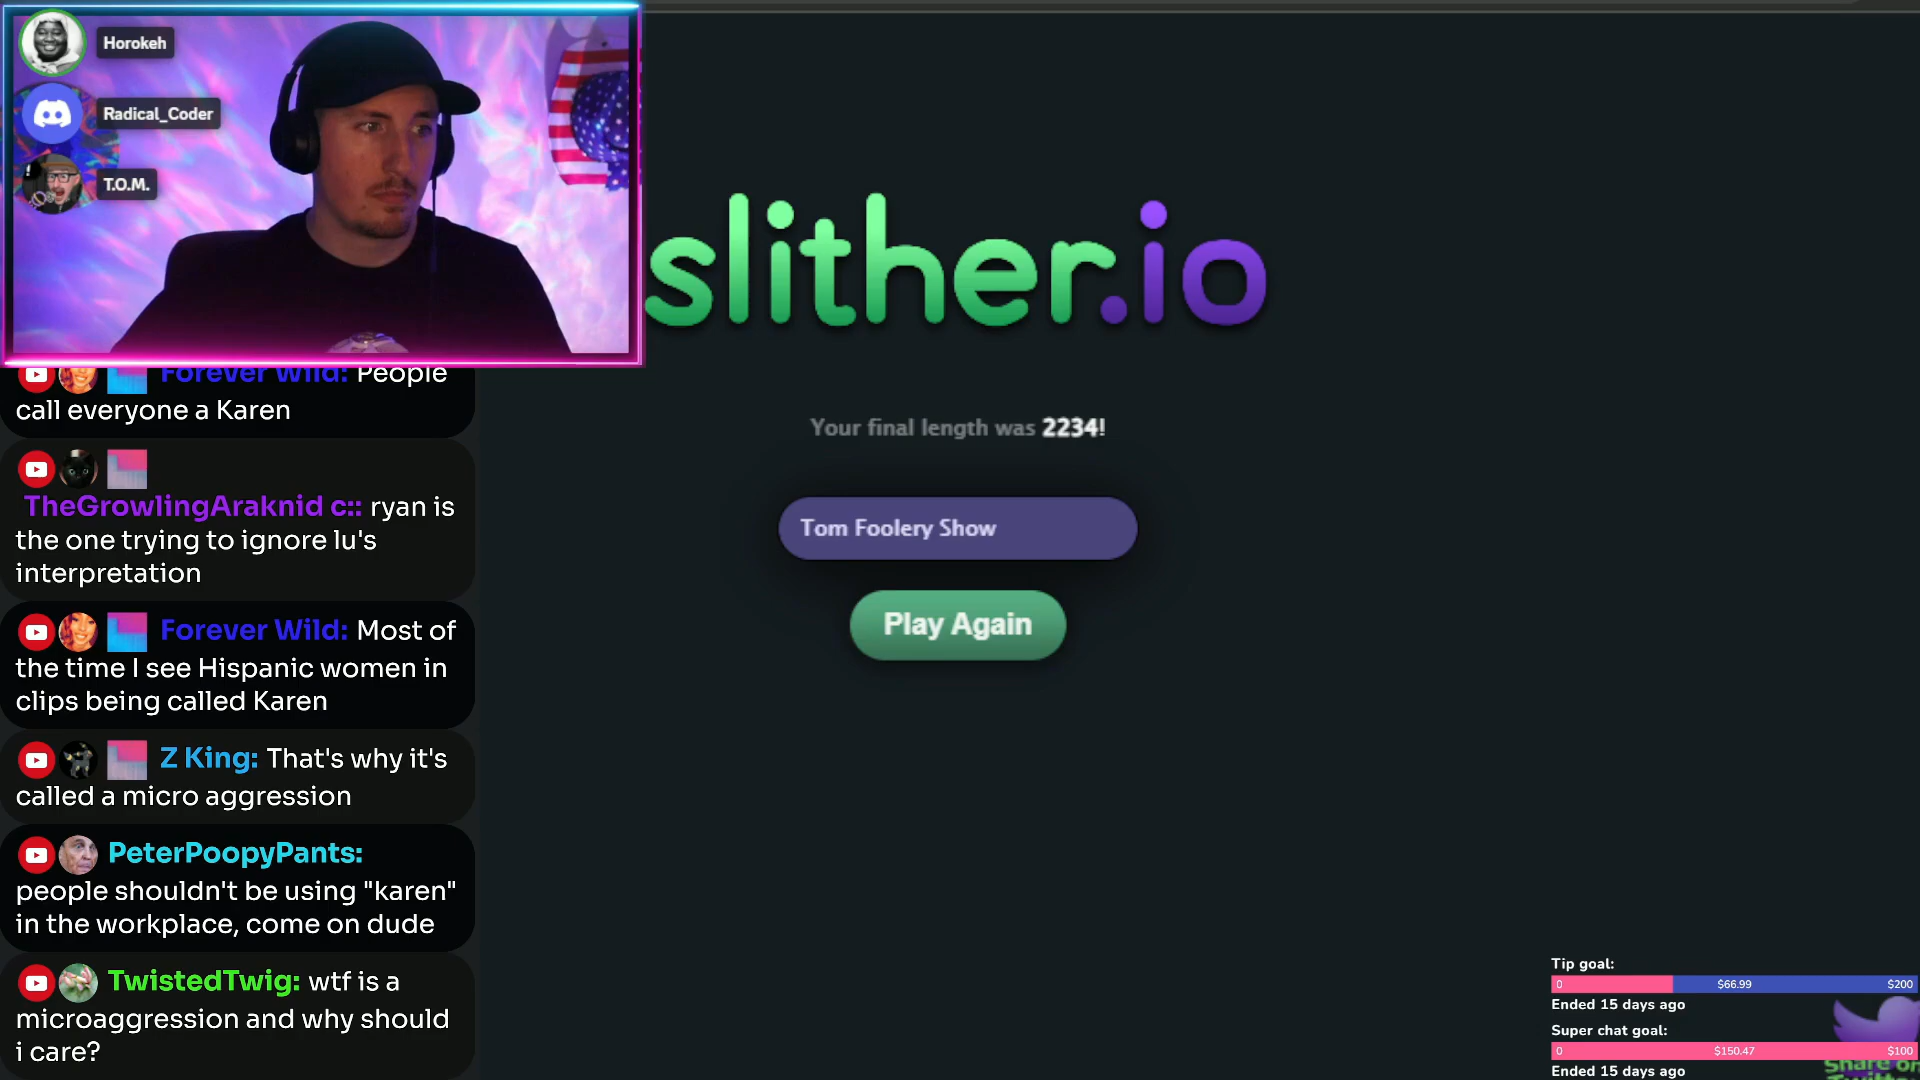 Horokeh
Radical_Coder
T.O.M.
slither.io
Your final length was 2234!
Tom Foolery Show
Play Again
Forever Wild: People
call everyone a Karen
TheGrowlingAraknid c:: ryan is
the one trying to ignore lu's
interpretation
Forever Wild: Most of
the time I see Hispanic women in
clips being called Karen
Z King: That's why it's
called a micro aggression
PeterPoopyPants:
people shouldn't be using "karen"
in the workplace, come on dude
TwistedTwig: wtf is a
microaggression and why should
i care?
Tip goal:
0 $66.99 $200
Ended 15 days ago
Super chat goal:
0 $150.47 $100
Ended 15 days ago
Share on